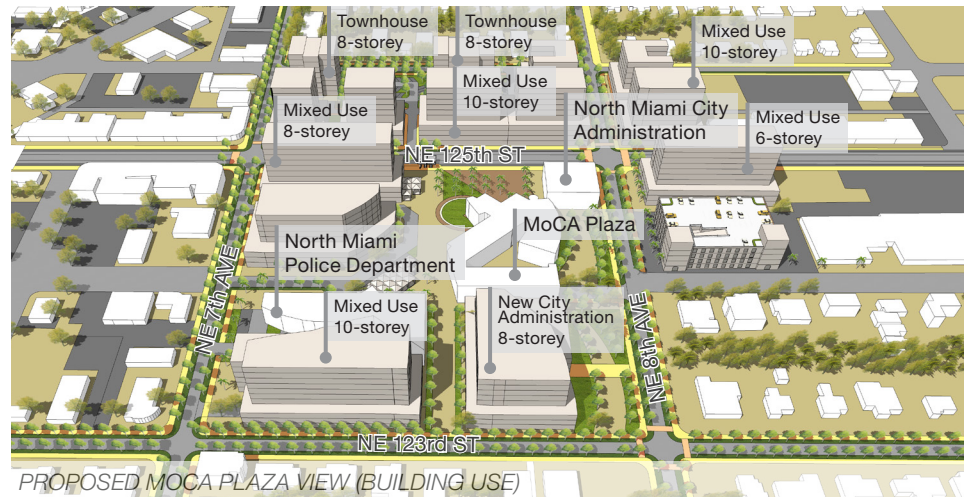 Townhouse
8-storey
Townhouse
8-storey
Mixed Use
10-storey
Mixed Use
8-storey
Mixed Use
10-storey
North Miami City
Administration
Mixed Use
6-storey
NE 125th ST
MoCA Plaza
North Miami
Police Department
NE 7th AVE
Mixed Use
10-storey
New City
Administration
8-storey
NE 8th AVE
NE 123rd ST
PROPOSED MOCA PLAZA VIEW (BUILDING USE)